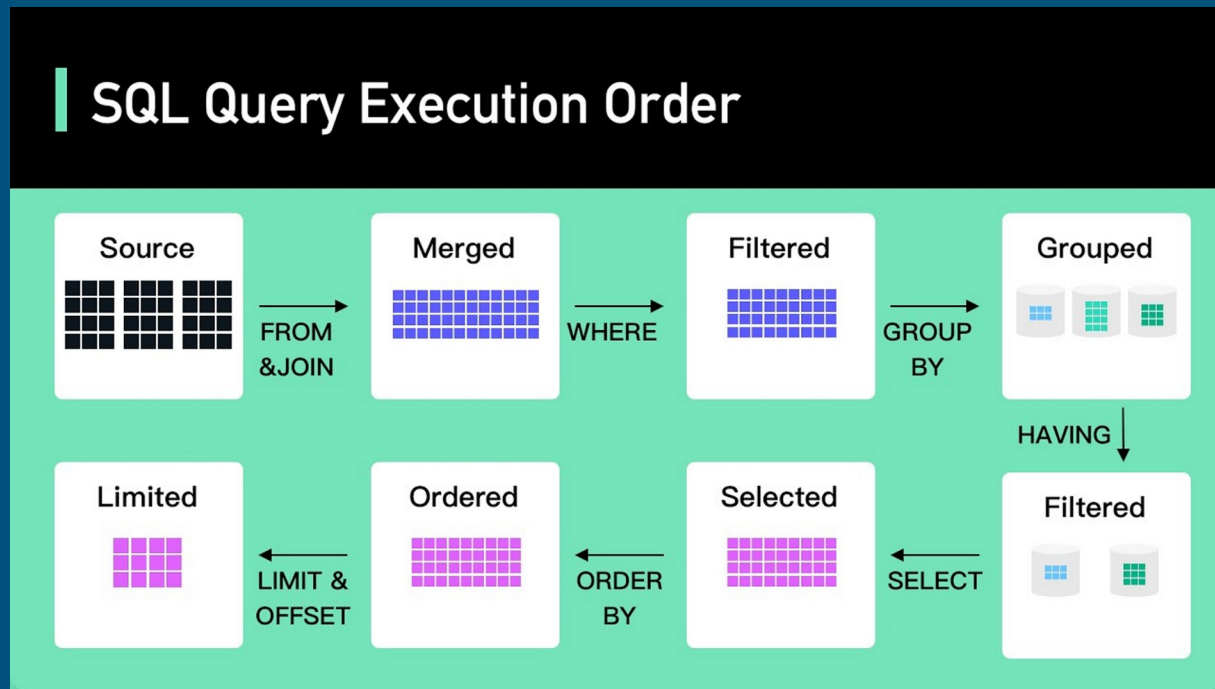 SQL Query Execution Order
Source
FROM
&JOIN
Merged
WHERE
Filtered
GROUP
BY
Grouped
HAVING
Filtered
SELECT
Selected
ORDER
BY
Ordered
LIMIT &
OFFSET
Limited